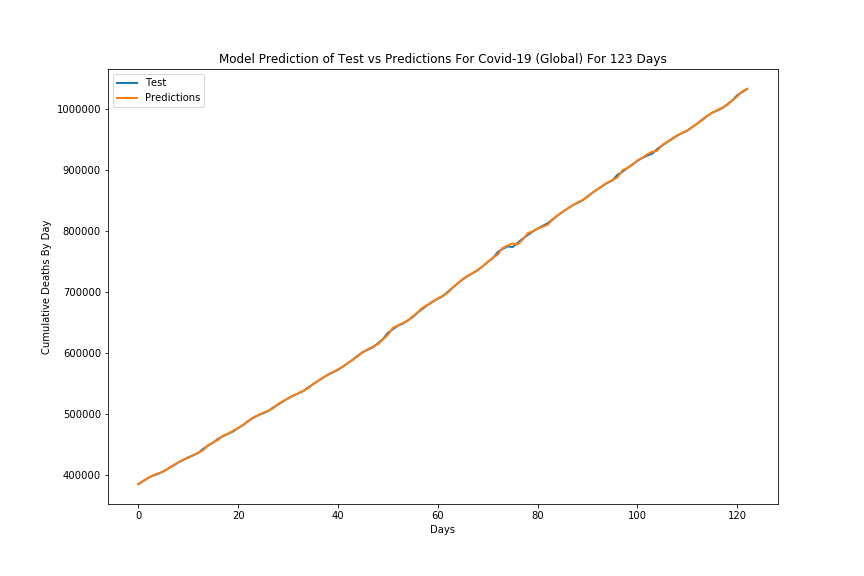 Model Prediction of Test vs Predictions For Covid-19 (Global) For 123 Days
Test
Predictions
1000000
900000
800000
700000
600000
500000
400000
Cumulative Deaths By Day
0 20 40 60 80 100 120
Days